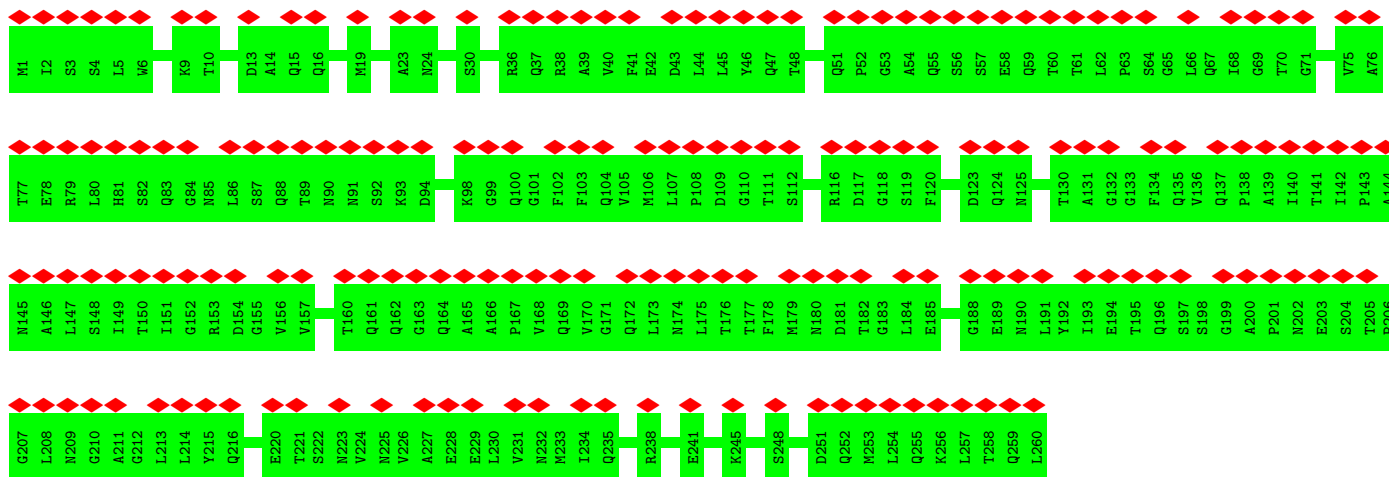 M1 I2 S3 S4 L5 W6 K9 T10 D13 A14 Q15 Q16 M19 A23 N24 S30 R36 Q37 R38 A39 V40 F41 E42 D43 L44 L45 Y46 Q47 T48 Q51 P52 G53 A54 Q55 S56 S57 E58 Q59 T60 T61 L62 P63 S64 G65 L66 Q67 I68 G69 T70 G71 V75 A76
T77 E78 R79 L80 H81 S82 Q83 G84 N85 L86 S87 Q88 T89 N90 N91 S92 K93 D94 K98 G99 Q100 G101 F102 F103 Q104 V105 M106 L107 P108 D109 G110 T111 S112 R116 D117 G118 S119 F120 D123 Q124 N125 T130 A131 G132 G133 F134 Q135 V136 Q137 P138 A139 I140 T141 I142 P143 A144
N145 A146 L147 S148 I149 T150 I151 G152 R153 D154 G155 V156 V157 T160 Q161 Q162 G163 Q164 A165 A166 P167 V168 Q169 V170 G171 Q172 L173 N174 L175 T176 T177 F178 M179 N180 D181 T182 G183 L184 E185 G188 E189 N190 L191 Y192 I193 E194 T195 Q196 S197 S198 G199 A200 P201 N202 E203 S204 T205 P206
G207 L208 N209 G210 A211 G212 L213 L214 Y215 Q216 E220 T221 S222 N223 V224 N225 V226 A227 E228 E229 L230 V231 N232 M233 I234 Q235 R238 E241 K245 S248 D251 Q252 M253 L254 Q255 K256 L257 T258 Q259 L260